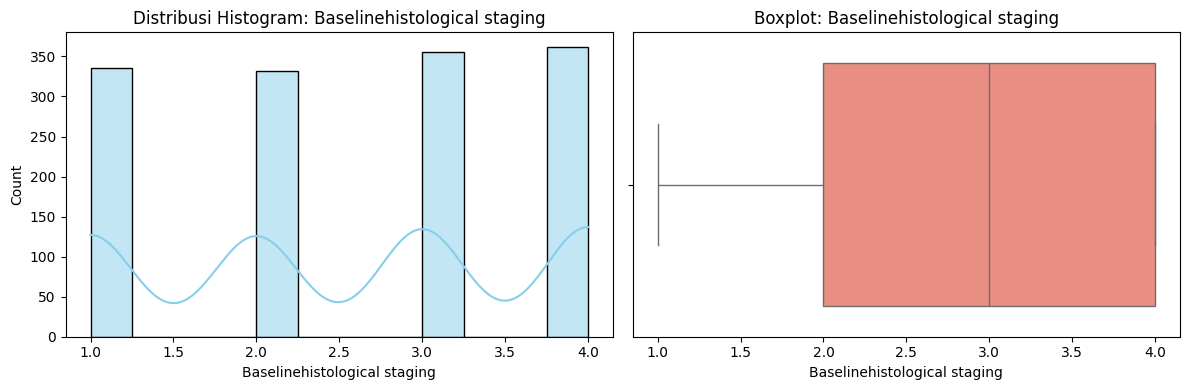 Distribusi Histogram: Baselinehistological staging
Count
350
300
250
200
150
100
50
0
1.0 1.5 2.0 2.5 3.0 3.5 4.0
Baselinehistological staging
Boxplot: Baselinehistological staging
1.0 1.5 2.0 2.5 3.0 3.5 4.0
Baselinehistological staging